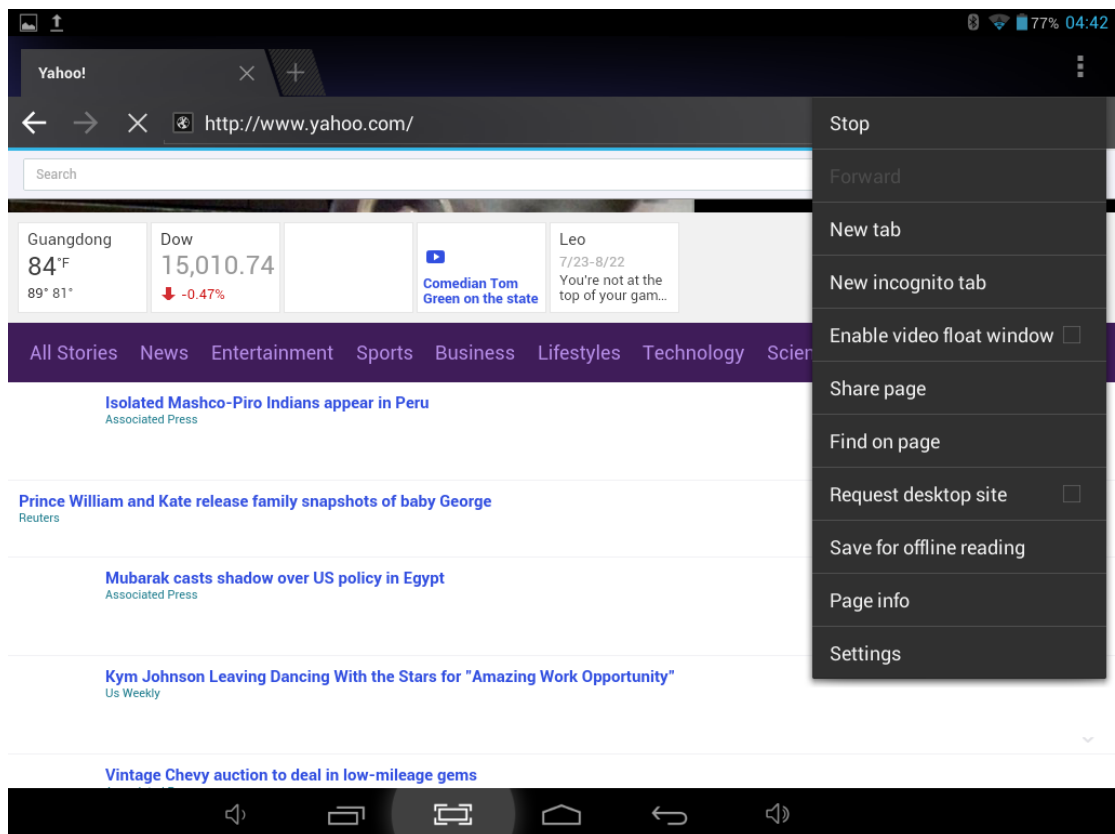 77% 04:42
Yahoo!
http://www.yahoo.com/
Search
Guangdong
84°F
89° 81°
Dow
15,010.74
-0.47%
Comedian Tom
Green on the state
Leo
7/23-8/22
You're not at the
top of your gam...
All Stories News Entertainment Sports Business Lifestyles Technology Scien
Isolated Mashco-Piro Indians appear in Peru
Associated Press
Prince William and Kate release family snapshots of baby George
Reuters
Mubarak casts shadow over US policy in Egypt
Associated Press
Kym Johnson Leaving Dancing With the Stars for "Amazing Work Opportunity"
Us Weekly
Vintage Chevy auction to deal in low-mileage gems
Stop
Forward
New tab
New incognito tab
Enable video float window
Share page
Find on page
Request desktop site
Save for offline reading
Page info
Settings